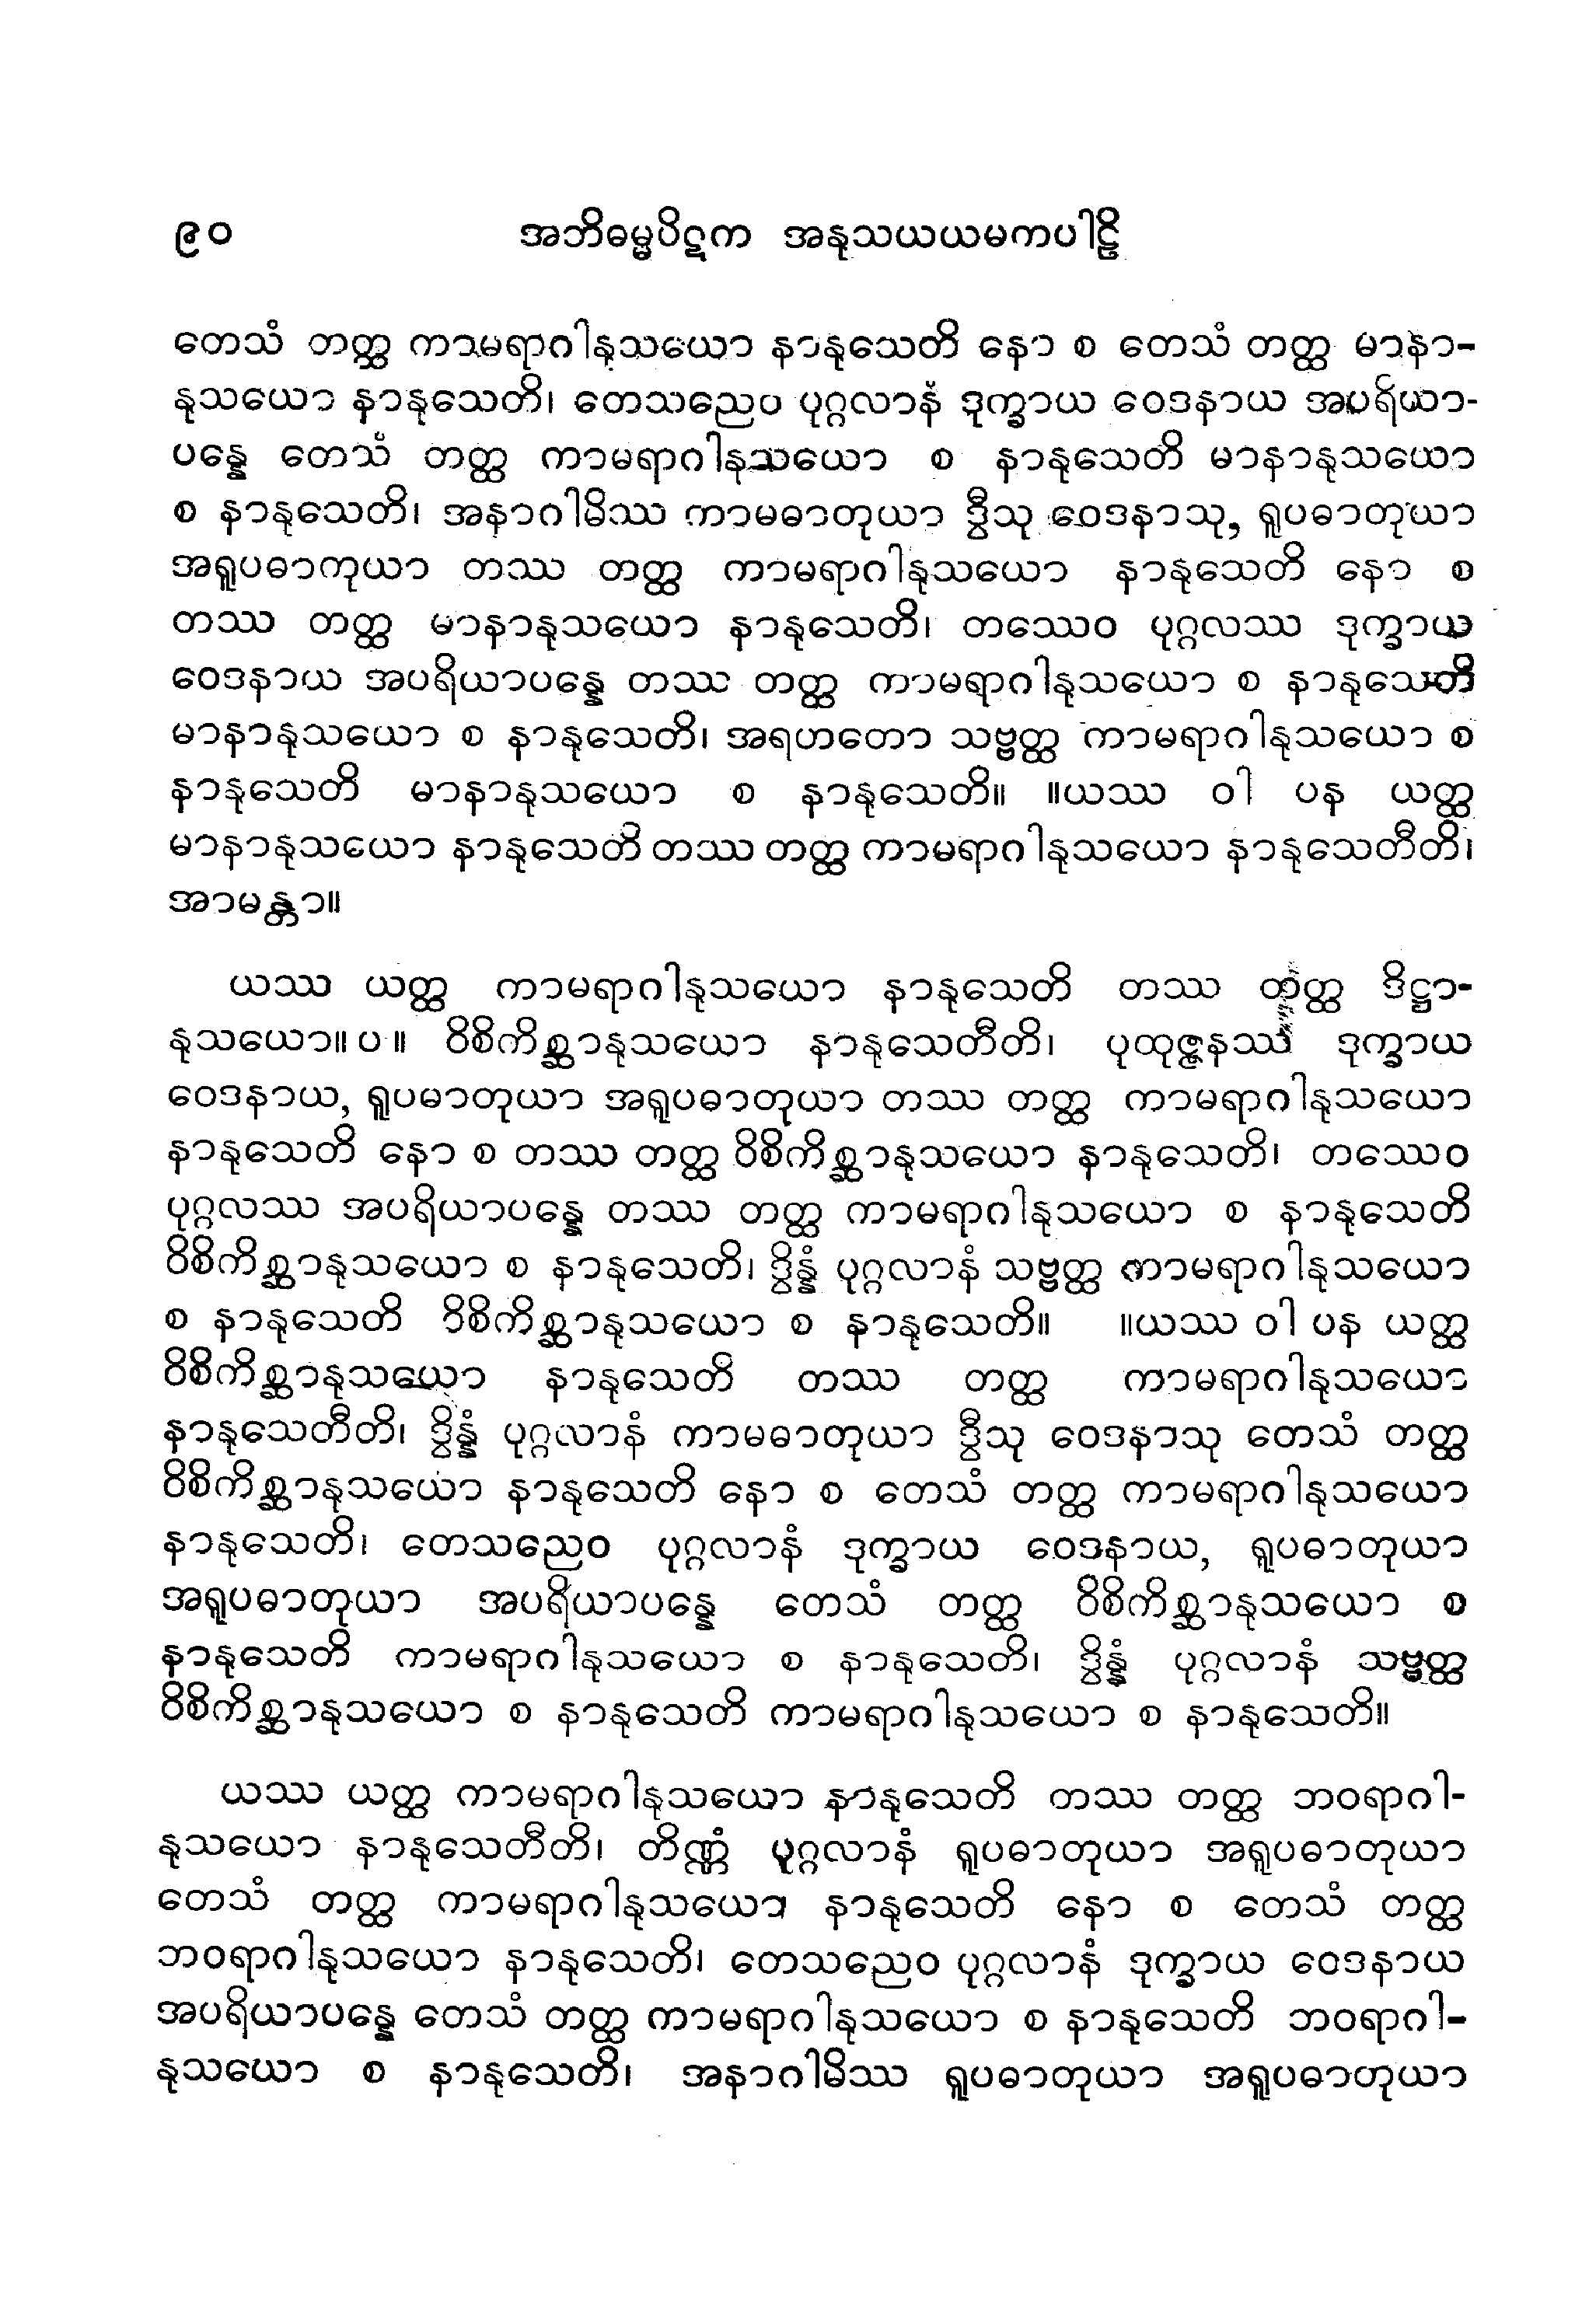 ၉၀ အဘိဓမ္မပိဋက အနုသယယမကပါဠိ
တေသံ တတ္ထ ကာမရာဂါနုသယော နာနုသေတိ နော စ တေသံ တတ္ထ မာနာ-
နုသယော နာနုသေတိ၊ တေသညေဝ ပုဂ္ဂလာနံ ဒုက္ခာယ ဝေဒနာယ အပရိယာ-
ပန္နေ တေသံ တတ္ထ ကာမရာဂါနုသယော စ နာနုသေတိ မာနာနုသယော
စ နာနုသေတိ၊ အနာဂါမိဿ ကာမဓာတုယာ ဒွီသု ဝေဒနာသု, ရူပဓာတုယာ
အရူပဓာကုယာ တဿ တတ္ထ ကာမရာဂါနုသယော နာနုသေတိ နော စ
တဿ တတ္ထ မာနာနုသယော နာနုသေတိ၊ တဿေဝ ပုဂ္ဂလဿ ဒုက္ခာယ
ဝေဒနာယ အပရိယာပန္နေ တဿ တတ္ထ ကာမရာဂါနုသယော စ နာနုသေတိ
မာနာနုသယော စ နာနုသေတိ၊ အရဟတော သဗ္ဗတ္ထ ကာမရာဂါနုသယော စ
နာနုသေတိ မာနာနုသယော စ နာနုသေတိ။ ။ယဿ ဝါ ပန ယတ္ထ
မာနာနုသယော နာနုသေတိ တဿ တတ္ထ ကာမရာဂါနုသယော နာနုသေတီတိ၊
အာမန္တာ။
ယဿ ယတ္ထ ကာမရာဂါနုသယော နာနုသေတိ တဿ တတ္ထ ဒိဋ္ဌာ-
နုသယော။ ပ။ ဝိစိကိစ္ဆာနုသယော နာနုသေတီတိ၊ ပုထုဇ္ဇနဿ ဒုက္ခာယ
ဝေဒနာယ, ရူပမာတုယာ အရူပဓာတုယာ တဿ တတ္ထ ကာမရာဂါနုသယော
နာနုသေတိ နော စ တဿ တတ္ထ ဝိစိကိစ္ဆာနုသယော နာနုသေတိ၊ တဿေဝ
ပုဂ္ဂလဿ အပရိယာပန္နေ တဿ တတ္ထ ကာမရာဂါနုသယော စ နာနုသေတိ
ဝိစိကိစ္ဆာနုသယော စ နာနုသေတိ၊ ဒွိန္နံ ပုဂ္ဂလာနံ သဗ္ဗတ္ထ ကာမရာဂါနုသယော
စ နာနုသေတိ ဝိစိကိစ္ဆာနုသယော စ နာနုသေတိ။ ။ယဿ ဝါ ပန ယတ္ထ
ဝိစိကိစ္ဆာနုသယော နာနုသေတိ တဿ တတ္ထ ကာမရာဂါနုသယော
နာနုသေတီတိ၊ ဒွိန္နံ ပုဂ္ဂလာနံ ကာမဓာတုယာ ဒွီသု ဝေဒနာသု တေသံ တတ္ထ
ဝိစိကိစ္ဆာနုသယော နာနုသေတိ နော စ တေသံ တတ္ထ ကာမရာဂါနုသယော
နာနုသေတိ၊ တေသညေဝ ပုဂ္ဂလာနံ ဒုက္ခာယ ဝေဒနာယ, ရူပဓာတုယာ
အရူပဓာတုယာ အပရိယာပန္နေ တေသံ တတ္ထ ဝိစိကိစ္ဆာနုသယော စ
နာနုသေတိ ကာမရာဂါနုသယော စ နာနုသေတိ၊ ဒွိန္နံ ပုဂ္ဂလာနံ သဗ္ဗတ္ထ
ဝိစိကိစ္ဆာနုသယော စ နာနုသေတိ ကာမရာဂါနုသယော စ နာနုသေတိ။
ယဿ ယတ္ထ ကာမရာဂါနုသယော နာနုသေတိ တဿ တတ္ထ ဘဝရာဂါ-
နုသယော နာနုသေတီတိ၊ တိဏ္ဏံ ပုဂ္ဂလာနံ ရူပဓာတုယာ အရူပဓာတုယာ
တေသံ တတ္ထ ကာမရာဂါနုသယော နာနုသေတိ နော စ တေသံ တတ္ထ
ဘဝရာဂါနုသယော နာနုသေတိ၊ တေသညေဝ ပုဂ္ဂလာနံ ဒုက္ခာယ ဝေဒနာယ
အပရိယာပန္နေ တေသံ တတ္ထ ကာမရာဂါနုသယော စ နာနုသေတိ ဘဝရာဂါ-
နုသယော စ နာနုသေတိ၊ အနာဂါမိဿ ရူပဓာတုယာ အရူပဓာတုယာ